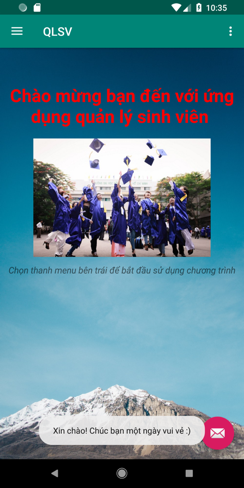 10:35
QLSV
Chào mừng bạn đến với ứng
dụng quản lý sinh viên
Chọn thanh menu bên trái để bắt đầu sử dụng chương trình
Xin chào! Chúc bạn một ngày vui vẻ :)